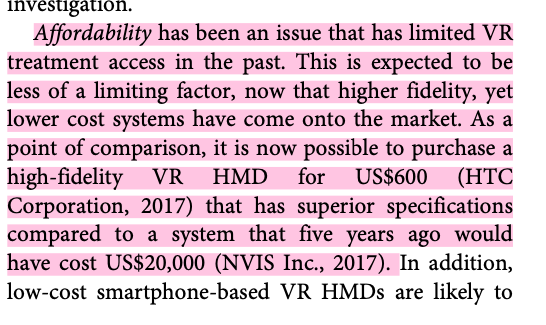 investigation.
Affordability has been an issue that has limited VR
treatment access in the past. This is expected to be
less of a limiting factor, now that higher fidelity, yet
lower cost systems have come onto the market. As a
point of comparison, it is now possible to purchase a
high-fidelity VR HMD for US$600 (HTC
Corporation, 2017) that has superior specifications
compared to a system that five years ago would
have cost US$20,000 (NVIS Inc., 2017). In addition,
low-cost smartphone-based VR HMDs are likely to